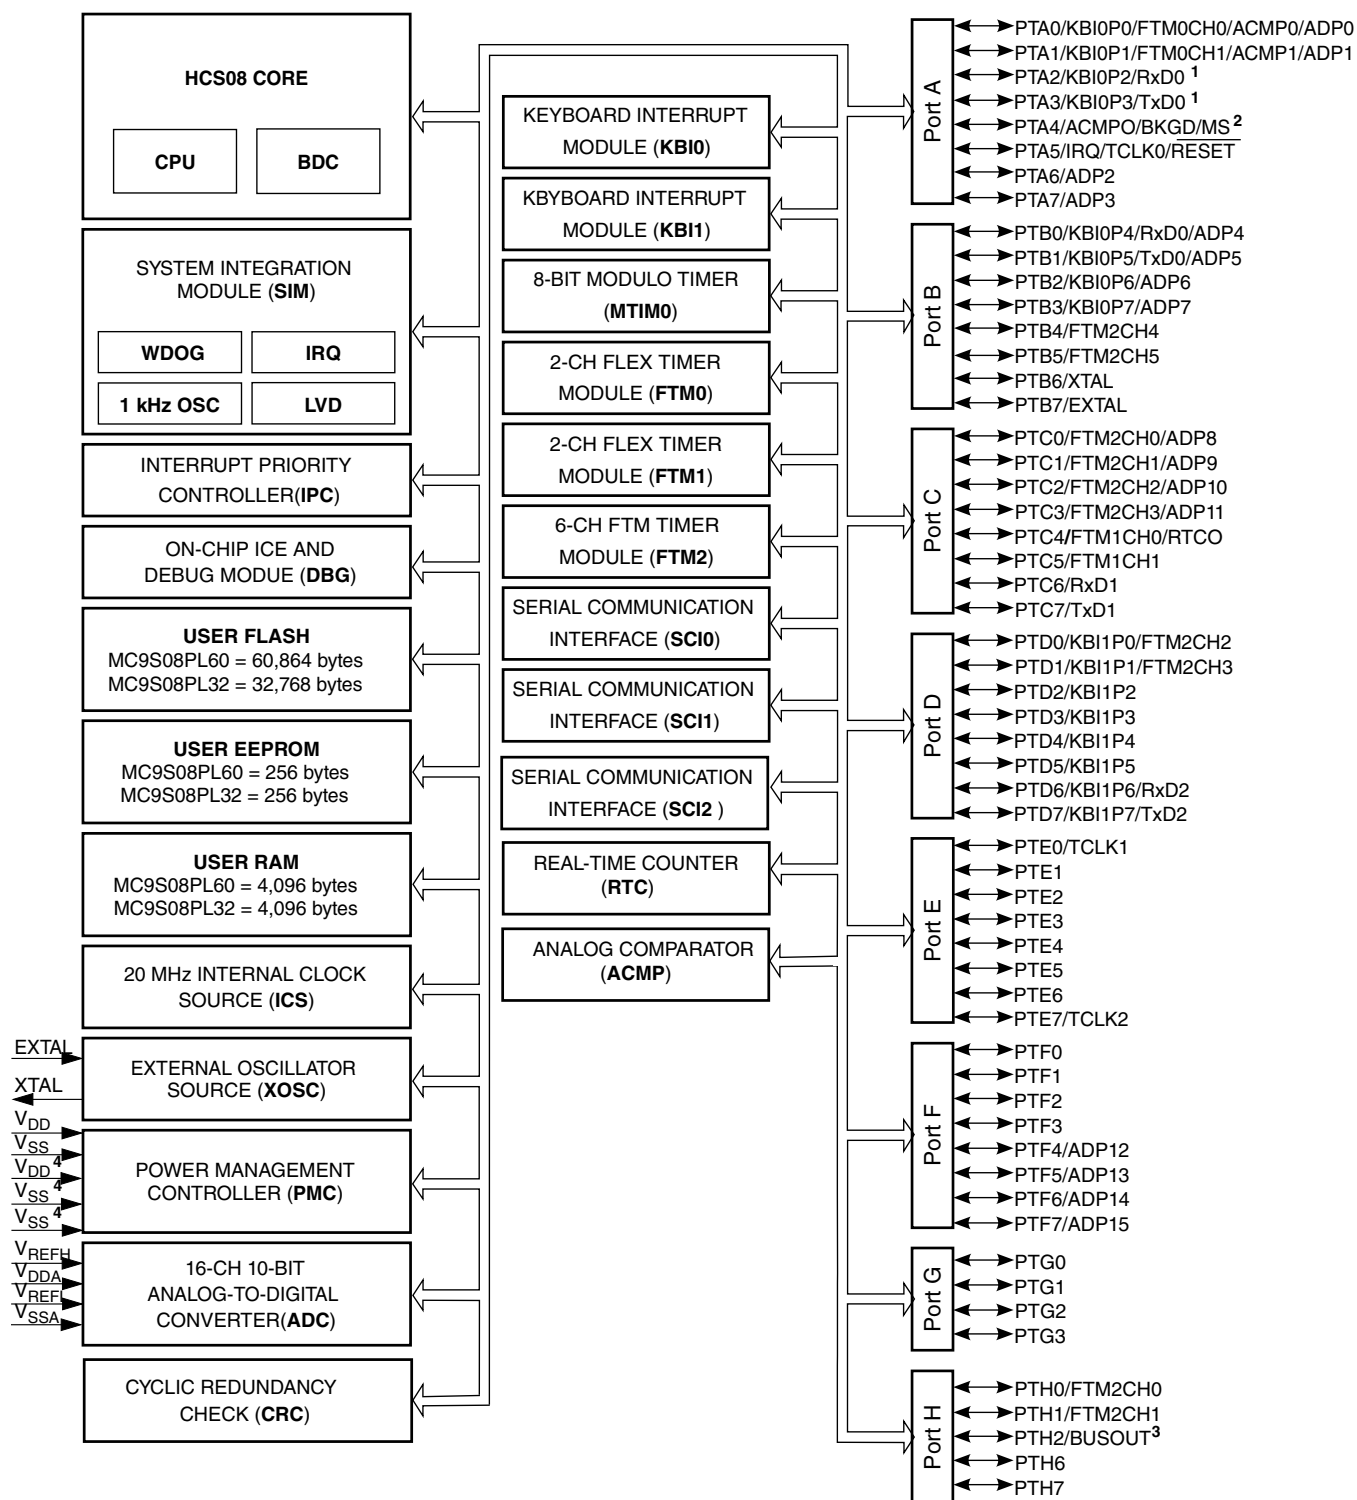 HCS08 CORE
CPU
BDC
SYSTEM INTEGRATION
MODULE (SIM)
WDOG
IRQ
1 kHz OSC
LVD
INTERRUPT PRIORITY
CONTROLLER(IPC)
ON-CHIP ICE AND
DEBUG MODUE (DBG)
USER FLASH
MC9S08PL60 = 60,864 bytes
MC9S08PL32 = 32,768 bytes
USER EEPROM
MC9S08PL60 = 256 bytes
MC9S08PL32 = 256 bytes
USER RAM
MC9S08PL60 = 4,096 bytes
MC9S08PL32 = 4,096 bytes
20 MHz INTERNAL CLOCK
SOURCE (ICS)
EXTAL
XTAL
EXTERNAL OSCILLATOR
SOURCE (XOSC)
VDD
VSS
VDD 4
VSS 4
VSS 4
POWER MANAGEMENT
CONTROLLER (PMC)
VREFH
VDDA
VREFL
VSSA
16-CH 10-BIT
ANALOG-TO-DIGITAL
CONVERTER(ADC)
CYCLIC REDUNDANCY
CHECK (CRC)
KEYBOARD INTERRUPT
MODULE (KBI0)
KBYBOARD INTERRUPT
MODULE (KBI1)
8-BIT MODULO TIMER
(MTIM0)
2-CH FLEX TIMER
MODULE (FTM0)
2-CH FLEX TIMER
MODULE (FTM1)
6-CH FTM TIMER
MODULE (FTM2)
SERIAL COMMUNICATION
INTERFACE (SCI0)
SERIAL COMMUNICATION
INTERFACE (SCI1)
SERIAL COMMUNICATION
INTERFACE (SCI2 )
REAL-TIME COUNTER
(RTC)
ANALOG COMPARATOR
(ACMP)
Port A
PTA0/KBI0P0/FTM0CH0/ACMP0/ADP0
PTA1/KBI0P1/FTM0CH1/ACMP1/ADP1
PTA2/KBI0P2/RxD0 1
PTA3/KBI0P3/TxD0 1
PTA4/ACMPO/BKGD/MS 2
PTA5/IRQ/TCLK0/RESET
PTA6/ADP2
PTA7/ADP3
Port B
PTB0/KBI0P4/RxD0/ADP4
PTB1/KBI0P5/TxD0/ADP5
PTB2/KBI0P6/ADP6
PTB3/KBI0P7/ADP7
PTB4/FTM2CH4
PTB5/FTM2CH5
PTB6/XTAL
PTB7/EXTAL
Port C
PTC0/FTM2CH0/ADP8
PTC1/FTM2CH1/ADP9
PTC2/FTM2CH2/ADP10
PTC3/FTM2CH3/ADP11
PTC4/FTM1CH0/RTCO
PTC5/FTM1CH1
PTC6/RxD1
PTC7/TxD1
Port D
PTD0/KBI1P0/FTM2CH2
PTD1/KBI1P1/FTM2CH3
PTD2/KBI1P2
PTD3/KBI1P3
PTD4/KBI1P4
PTD5/KBI1P5
PTD6/KBI1P6/RxD2
PTD7/KBI1P7/TxD2
Port E
PTE0/TCLK1
PTE1
PTE2
PTE3
PTE4
PTE5
PTE6
PTE7/TCLK2
Port F
PTF0
PTF1
PTF2
PTF3
PTF4/ADP12
PTF5/ADP13
PTF6/ADP14
PTF7/ADP15
Port G
PTG0
PTG1
PTG2
PTG3
Port H
PTH0/FTM2CH0
PTH1/FTM2CH1
PTH2/BUSOUT3
PTH6
PTH7